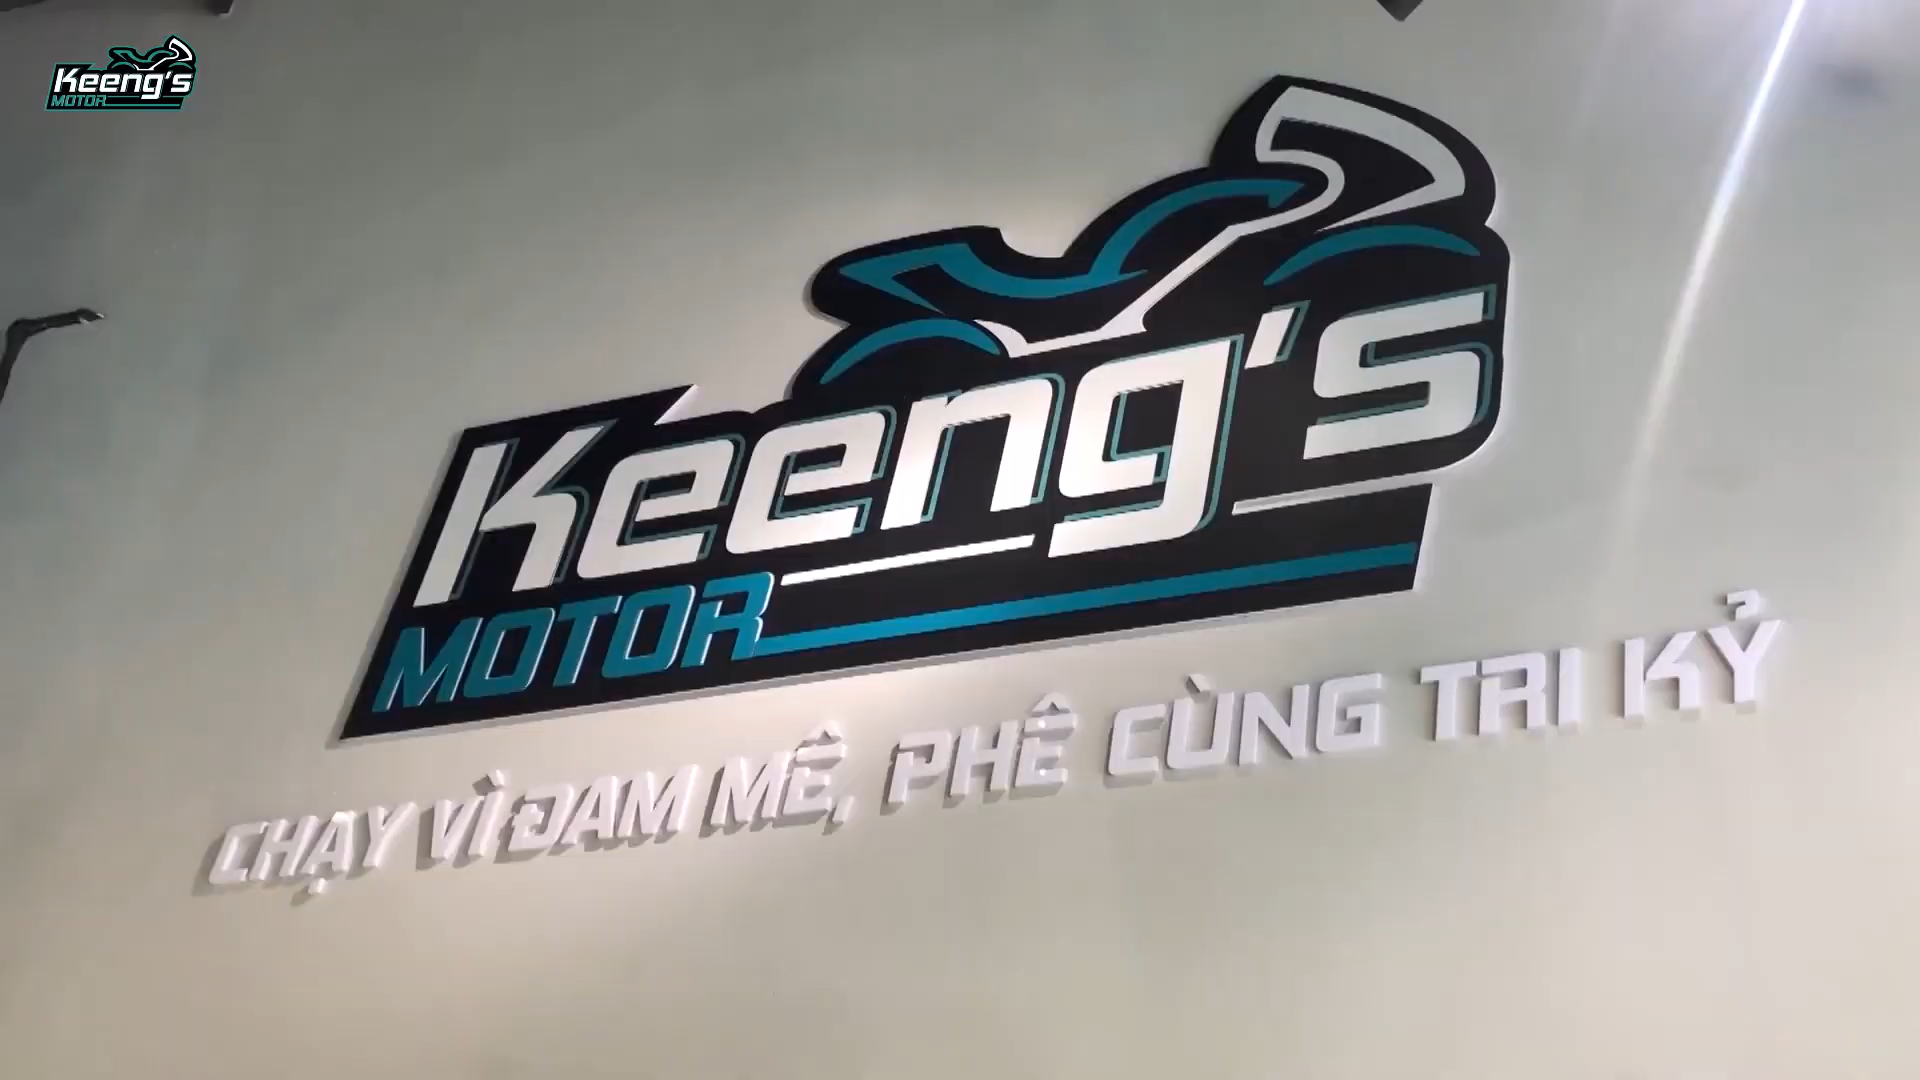 Keeng's
MOTOR
Keeng's
MOTOR
CHẠY VÌ ĐAM MÊ, PHÊ CÙNG TRI KỶ